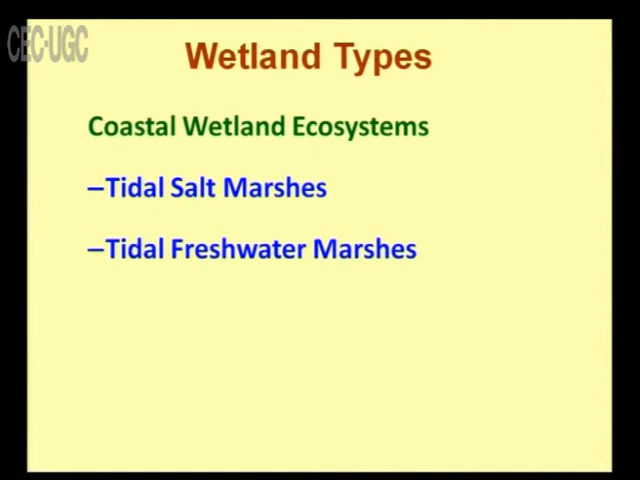 CEC-UGC
Wetland Types
Coastal Wetland Ecosystems
–Tidal Salt Marshes
–Tidal Freshwater Marshes